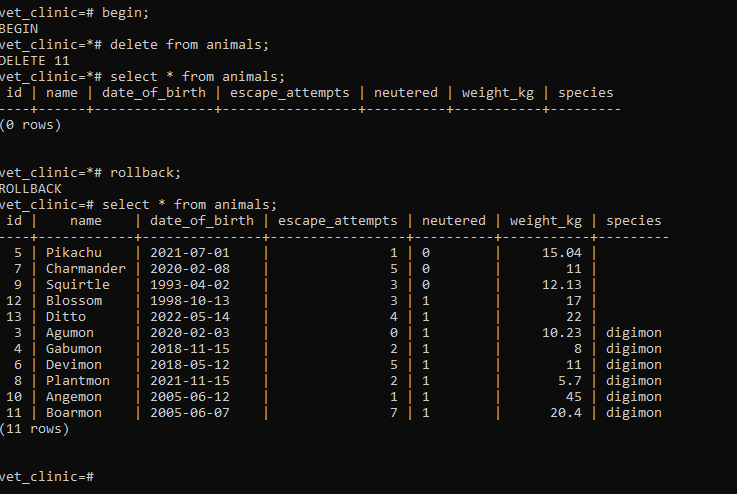 vet_clinic=# begin;
BEGIN
vet_clinic=*# delete from animals;
DELETE 11
vet_clinic=*# select * from animals;
 id | name | date_of_birth | escape_attempts | neutered | weight_kg | species
----+------+---------------+-----------------+----------+-----------+---------
(0 rows)
vet_clinic=*# rollback;
ROLLBACK
vet_clinic=# select * from animals;
 id |    name    | date_of_birth | escape_attempts | neutered | weight_kg | species
----+------------+---------------+-----------------+----------+-----------+---------
  5 | Pikachu    | 2021-07-01    |               1 | 0        |     15.04 |
  7 | Charmander | 2020-02-08    |               5 | 0        |        11 |
  9 | Squirtle   | 1993-04-02    |               3 | 0        |     12.13 |
 12 | Blossom    | 1998-10-13    |               3 | 1        |        17 |
 13 | Ditto      | 2022-05-14    |               4 | 1        |        22 |
  3 | Agumon     | 2020-02-03    |               0 | 1        |     10.23 | digimon
  4 | Gabumon    | 2018-11-15    |               2 | 1        |         8 | digimon
  6 | Devimon    | 2018-05-12    |               5 | 1        |        11 | digimon
  8 | Plantmon   | 2021-11-15    |               2 | 1        |       5.7 | digimon
 10 | Angemon    | 2005-06-12    |               1 | 1        |        45 | digimon
 11 | Boarmon    | 2005-06-07    |               7 | 1        |      20.4 | digimon
(11 rows)
vet_clinic=#